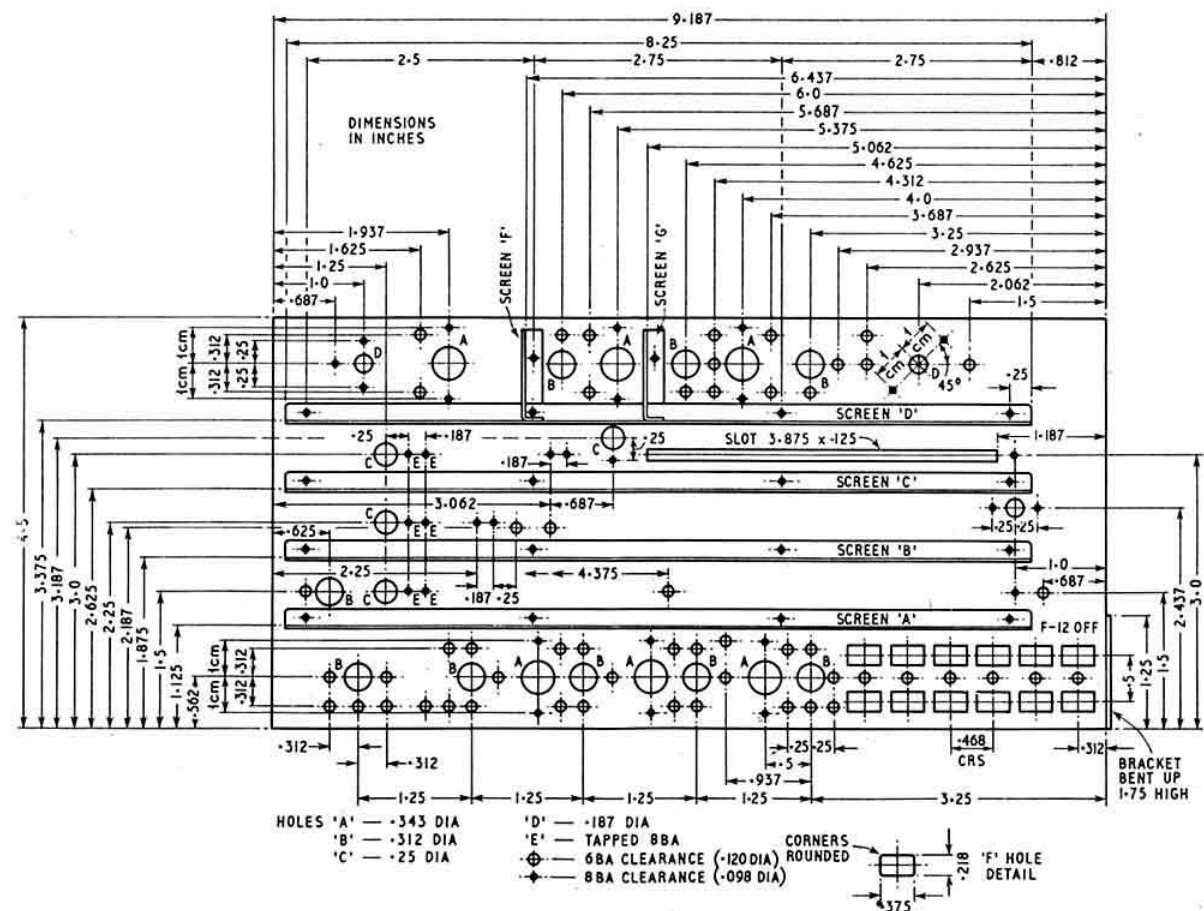 9·187
8·25
2·5 2·75 2·75 ·812
6·437
6·0
5·687
DIMENSIONS
IN INCHES
5·375
5·062
4·625
4·312
4·0
3·687
1·937 3·25
1·625 2·937
1·25 2·625
1·0 2·062
·687 1·5
SCREEN 'F'
SCREEN 'G'
1cm ·312 ·25
1cm ·312 ·25
D A B A B A B D
1cm 1cm
45°
·25
SCREEN 'D'
·25 ·187 ·25 SLOT 3·875 x ·125 1·187
C E E C
·187
SCREEN 'C'
3·062 ·687
C E E
·625 ·25 ·25
SCREEN 'B'
2·25 4·375 1·0
·187 ·25 ·687
B C E E
SCREEN 'A'
F-12 OFF
4·5
3·375
3·187
3·0
2·625
2·25
2·187
1·875
1·5
1·125
·562
1cm ·312
1cm ·312
B B A B A B A B
·5
1·25
1·5
2·437
3·0
·312 ·25 ·25 ·468 ·312
·312 ·5 CRS
·937
BRACKET
BENT UP
1·75 HIGH
1·25 1·25 1·25 1·25 3·25
HOLES 'A' — ·343 DIA
'B' — ·312 DIA
'C' — ·25 DIA
'D' — ·187 DIA
'E' — TAPPED 8BA
6BA CLEARANCE (·120 DIA)
8BA CLEARANCE (·098 DIA)
CORNERS
ROUNDED
·218
·375
'F' HOLE
DETAIL